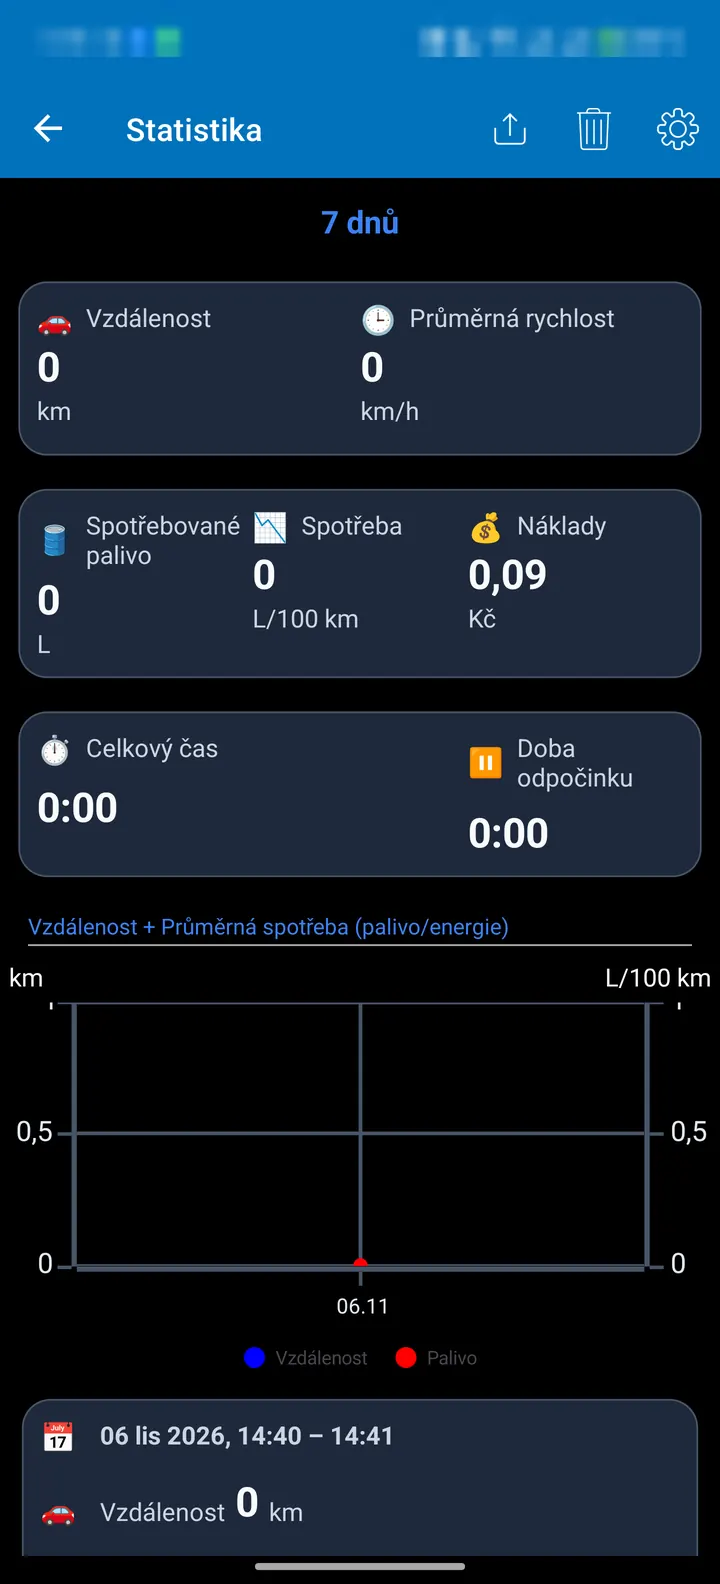 Statistika
7 dnů
Vzdálenost
0
km
Průměrná rychlost
0
km/h
Spotřebované
palivo
0
L
Spotřeba
0
L/100 km
Náklady
0,09
Kč
Celkový čas
0:00
Doba
odpočinku
0:00
Vzdálenost + Průměrná spotřeba (palivo/energie)
km
L/100 km
0,5
0,5
0
0
06.11
Vzdálenost
Palivo
July
17
06 lis 2026, 14:40 – 14:41
Vzdálenost 0 km